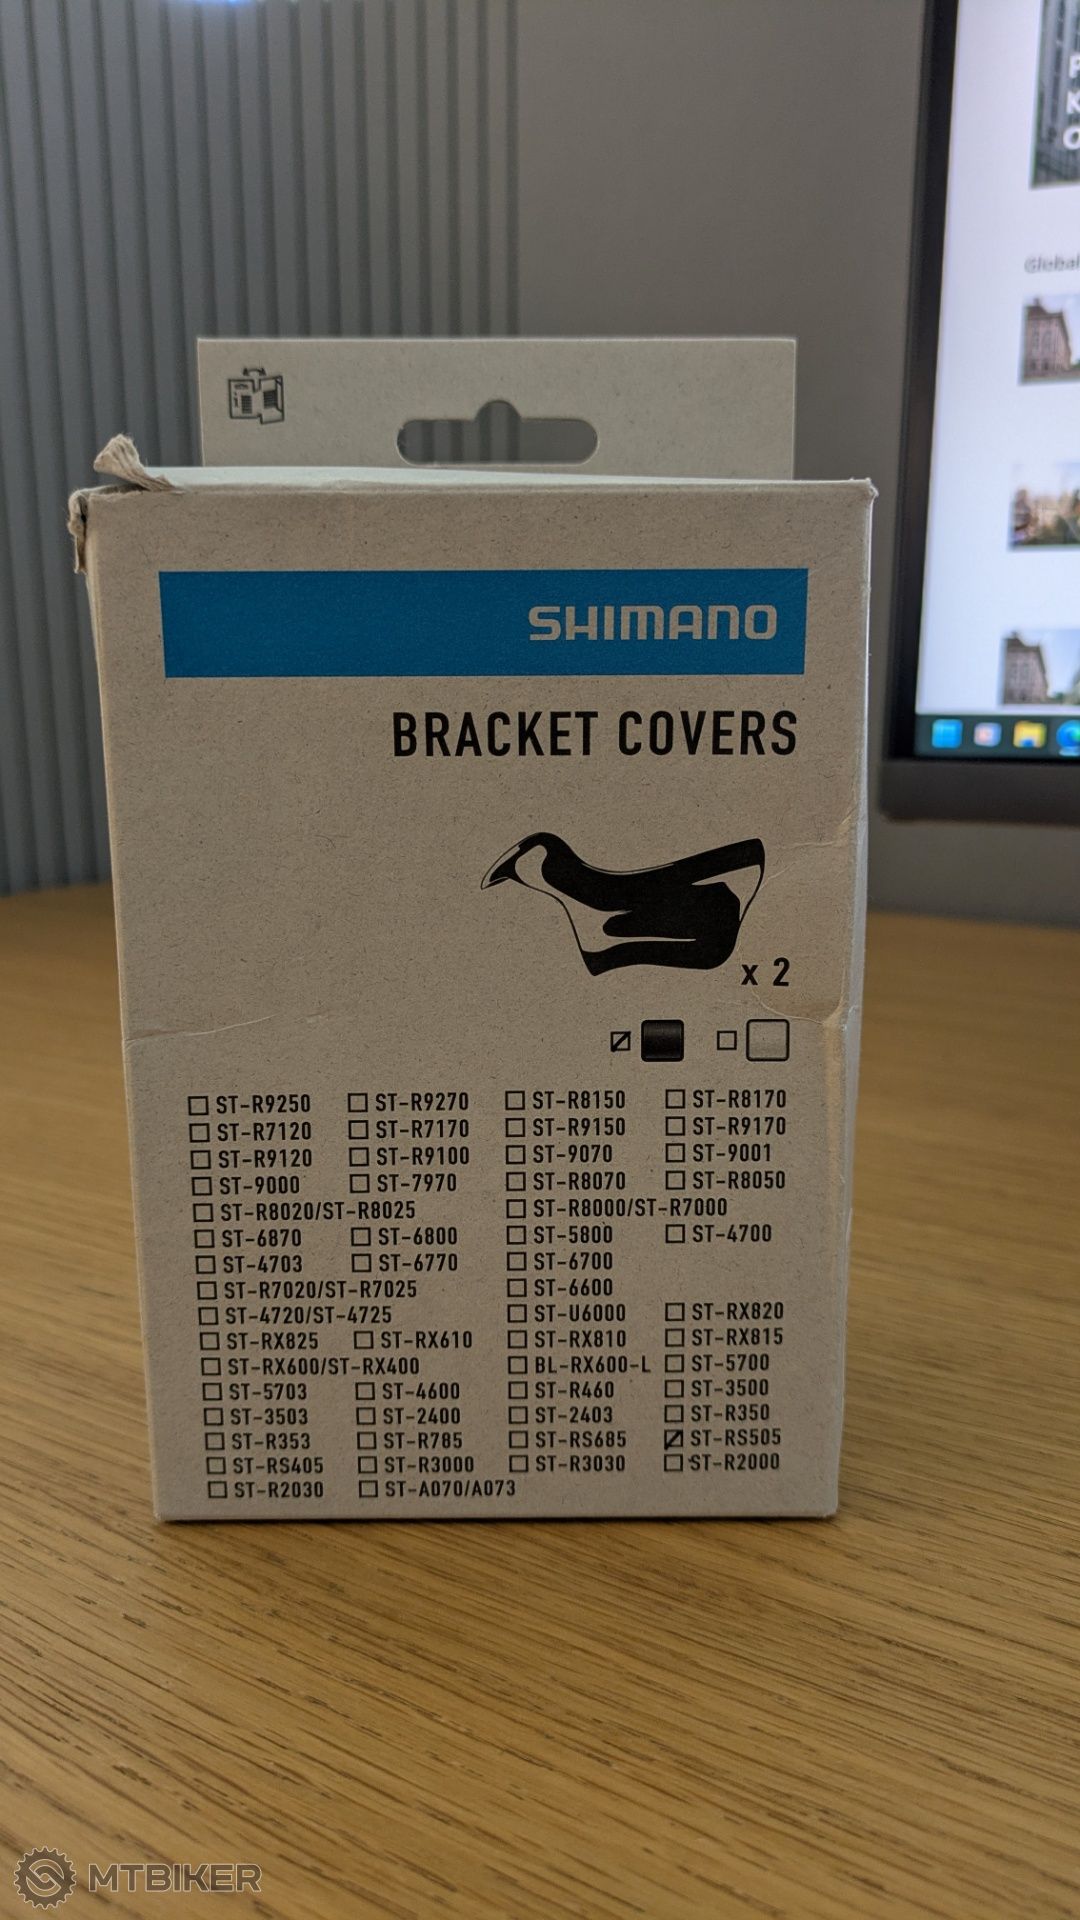 P
K
O
Global
SHIMANO
BRACKET COVERS
x 2
ST-R9250 ST-R9270 ST-R8150 ST-R8170
ST-R7120 ST-R7170 ST-R9150 ST-R9170
ST-R9120 ST-R9100 ST-9070 ST-9001
ST-9000 ST-7970 ST-R8070 ST-R8050
ST-R8020/ST-R8025 ST-R8000/ST-R7000
ST-6870 ST-6800 ST-5800 ST-4700
ST-4703 ST-6770 ST-6700
ST-R7020/ST-R7025 ST-6600
ST-4720/ST-4725 ST-U6000 ST-RX820
ST-RX825 ST-RX610 ST-RX810 ST-RX815
ST-RX600/ST-RX400 BL-RX600-L ST-5700
ST-5703 ST-4600 ST-R460 ST-3500
ST-3503 ST-2400 ST-2403 ST-R350
ST-R353 ST-R785 ST-RS685 ST-RS505
ST-RS405 ST-R3000 ST-R3030 ST-R2000
ST-R2030 ST-A070/A073
MTBIKER